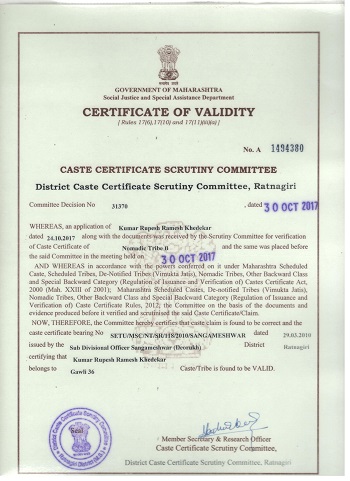 GOVERNMENT OF MAHARASHTRA
Social Justice and Special Assistance Department
CERTIFICATE OF VALIDITY
[ Rules 17(6),17(10) and 17(11)(ii)(a) ]
No. A 1494380
CASTE CERTIFICATE SCRUTINY COMMITTEE
District Caste Certificate Scrutiny Committee, Ratnagiri
Committee Decision No 31370 , dated 30 OCT 2017
WHEREAS, an application of Kumar Rupesh Ramesh Khedekar
dated 24.10.2017 along with the documents was received by the Scrutiny Committee for verification
of Caste Certificate of Nomadic Tribe B and the same was placed before
the said Committee in the meeting held on 30 OCT 2017
AND WHEREAS in accordance with the powers conferred on it under Maharashtra Scheduled
Caste, Scheduled Tribes, De-notified Tribes (Vimukta Jatis), Nomadic Tribes, Other Backward Class
and Special Backward Category (Regulation of Issuance and Verification of) Castes Certificate Act,
2000 (Mah. XXIII of 2001); Maharashtra Scheduled Castes, De-notified Tribes (Vimukta Jatis),
Nomadic Tribes, Other Backward Class and Special Backward Category (Regulation of Issuance and
Verification of) Caste Certificate Rules, 2012, the Committee on the basis of the documents and
evidence produced before it verified and scrutinised the said Caste Certificate/Claim.
NOW, THEREFORE, the Committee hereby certifies that caste claim is found to be correct and the
caste certificate bearing No SETU/MSC/NT/SR/118/2010/SANGAMESHWAR dated 29.03.2010
issued by the Sub Divisional Officer Sangameshwar (Deorukh) District Ratnagiri
certifying that Kumar Rupesh Ramesh Khedekar
belongs to Gawli 36 Caste/Tribe is found to be VALID.
Seal
Member Secretary & Research Officer
Caste Certificate Scrutiny Committee,
District Caste Certificate Scrutiny Committee, Ratnagiri